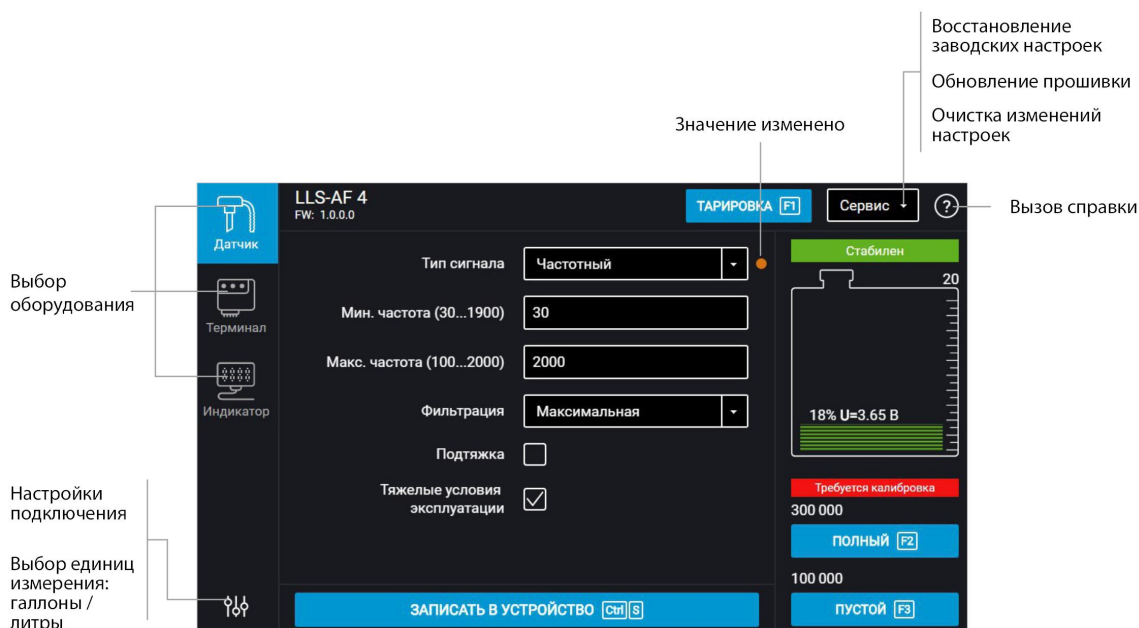 Восстановление
заводских настроек
Обновление прошивки
Очистка изменений
настроек
Значение изменено
LLS-AF 4
FW: 1.0.0.0
ТАРИРОВКА F1
Сервис
?
Вызов справки
Датчик
Выбор
оборудования
Терминал
Индикатор
Тип сигнала Частотный
Мин. частота (30...1900) 30
Макс. частота (100...2000) 2000
Фильтрация Максимальная
Подтяжка
Тяжелые условия
эксплуатации
Стабилен
20
18% U=3.65 В
Требуется калибровка
300 000
ПОЛНЫЙ F2
100 000
ПУСТОЙ F3
Настройки
подключения
Выбор единиц
измерения:
галлоны /
литры
ЗАПИСАТЬ В УСТРОЙСТВО Ctrl S